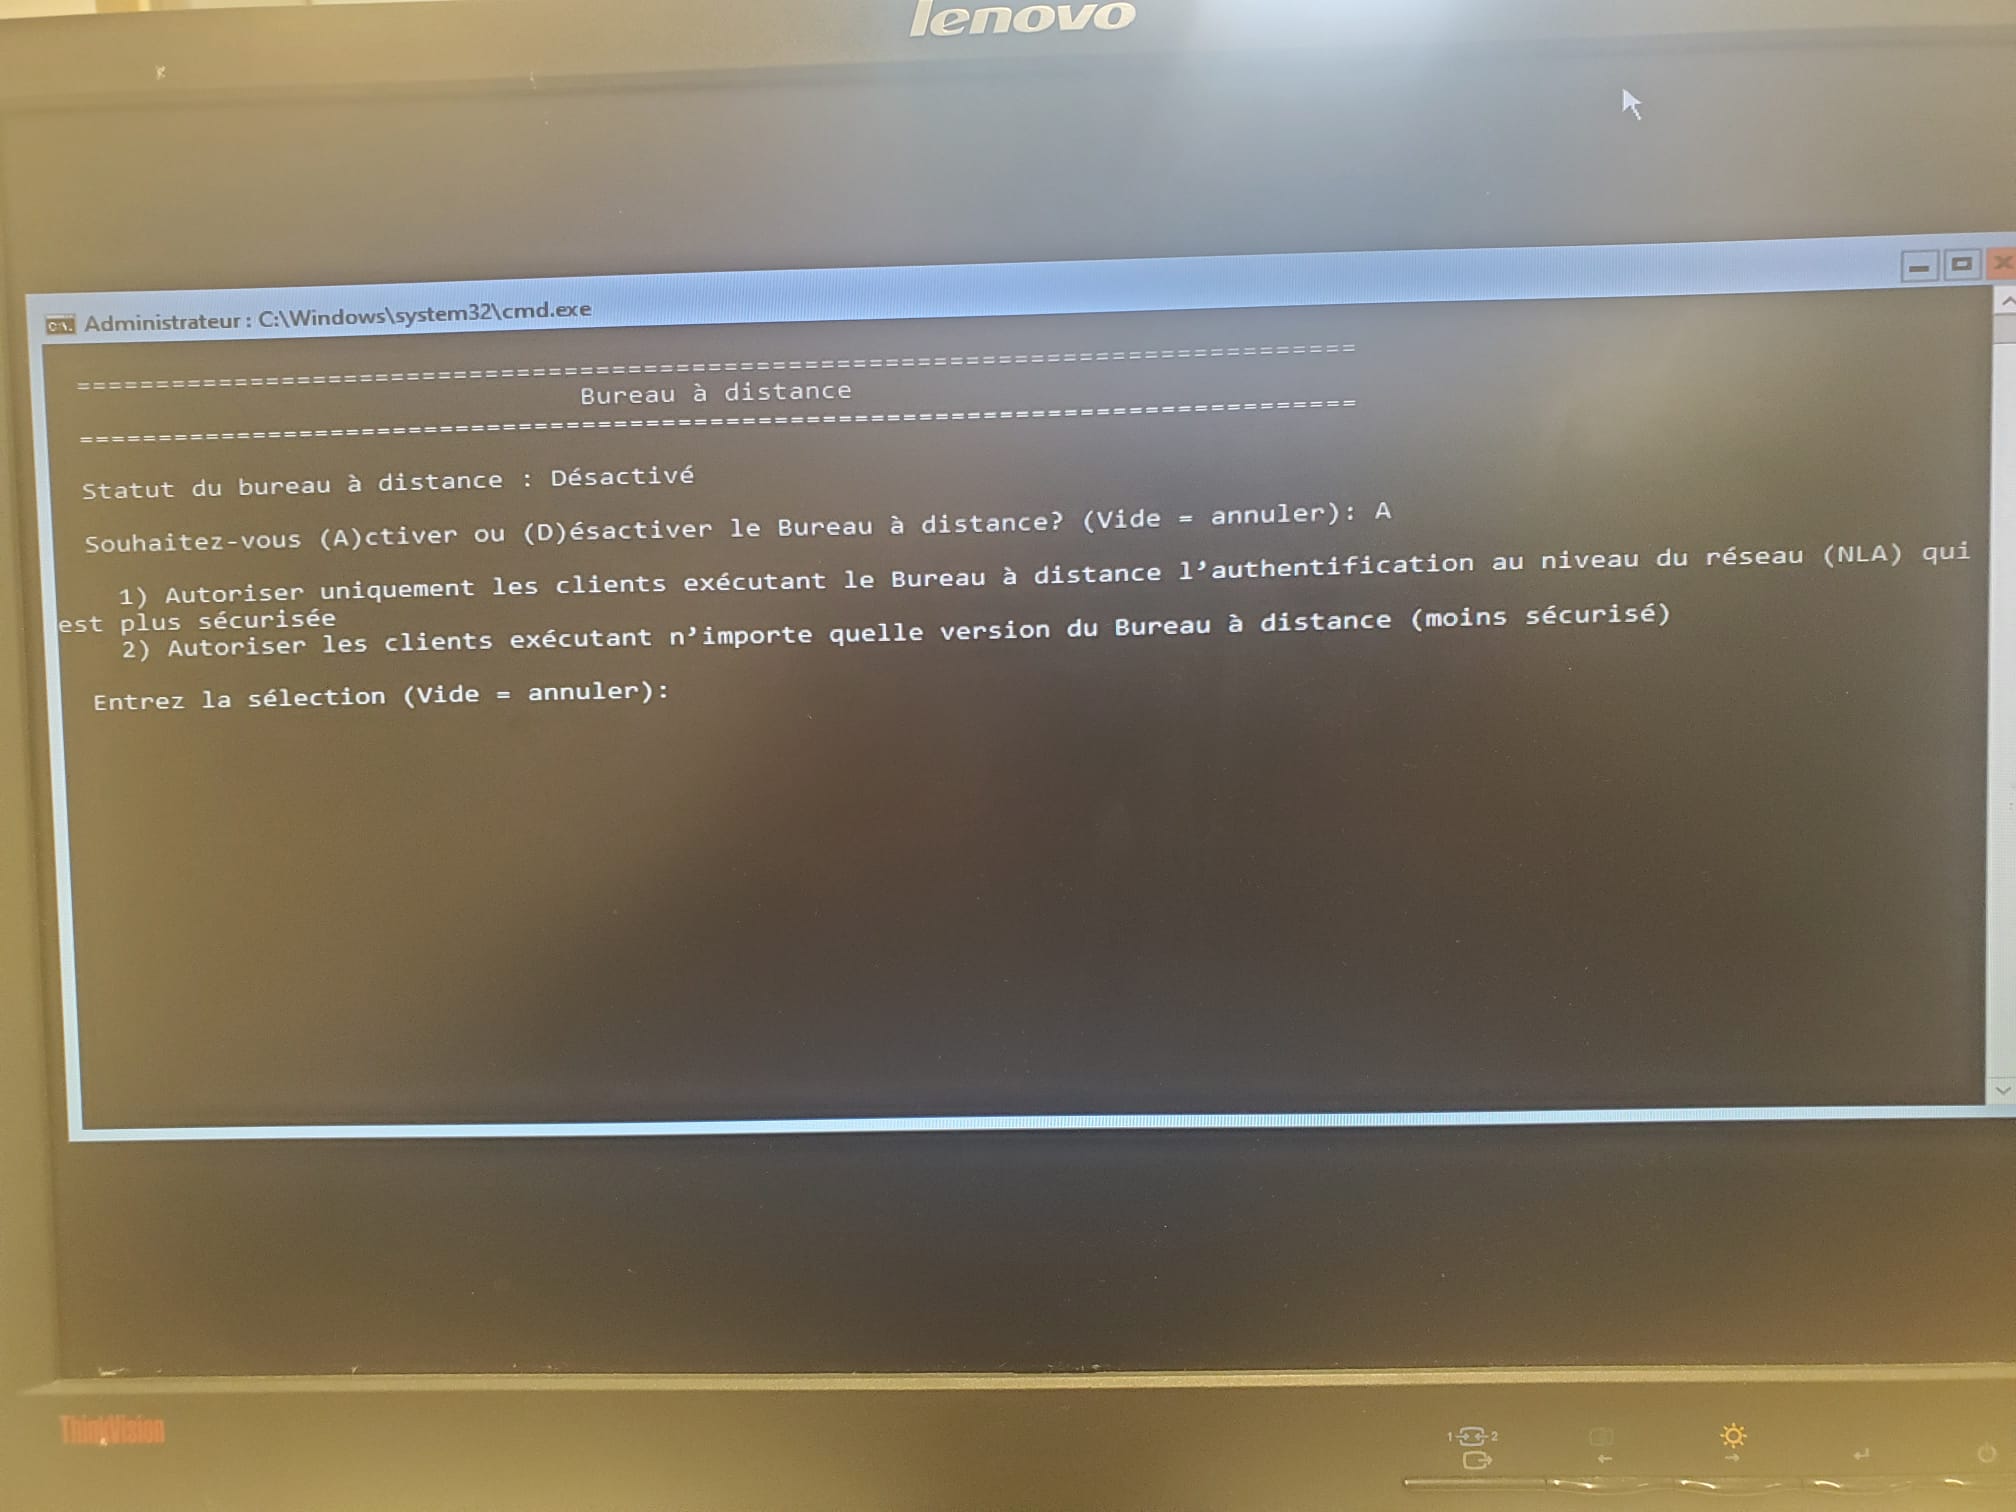 lenovo
Administrateur : C:\Windows\system32\cmd.exe
================================================================================
Bureau à distance
================================================================================
Statut du bureau à distance : Désactivé
Souhaitez-vous (A)ctiver ou (D)ésactiver le Bureau à distance? (Vide = annuler): A
1) Autoriser uniquement les clients exécutant le Bureau à distance l’authentification au niveau du réseau (NLA) qui
est plus sécurisée
2) Autoriser les clients exécutant n’importe quelle version du Bureau à distance (moins sécurisé)
Entrez la sélection (Vide = annuler):
ThinkVision
1 2